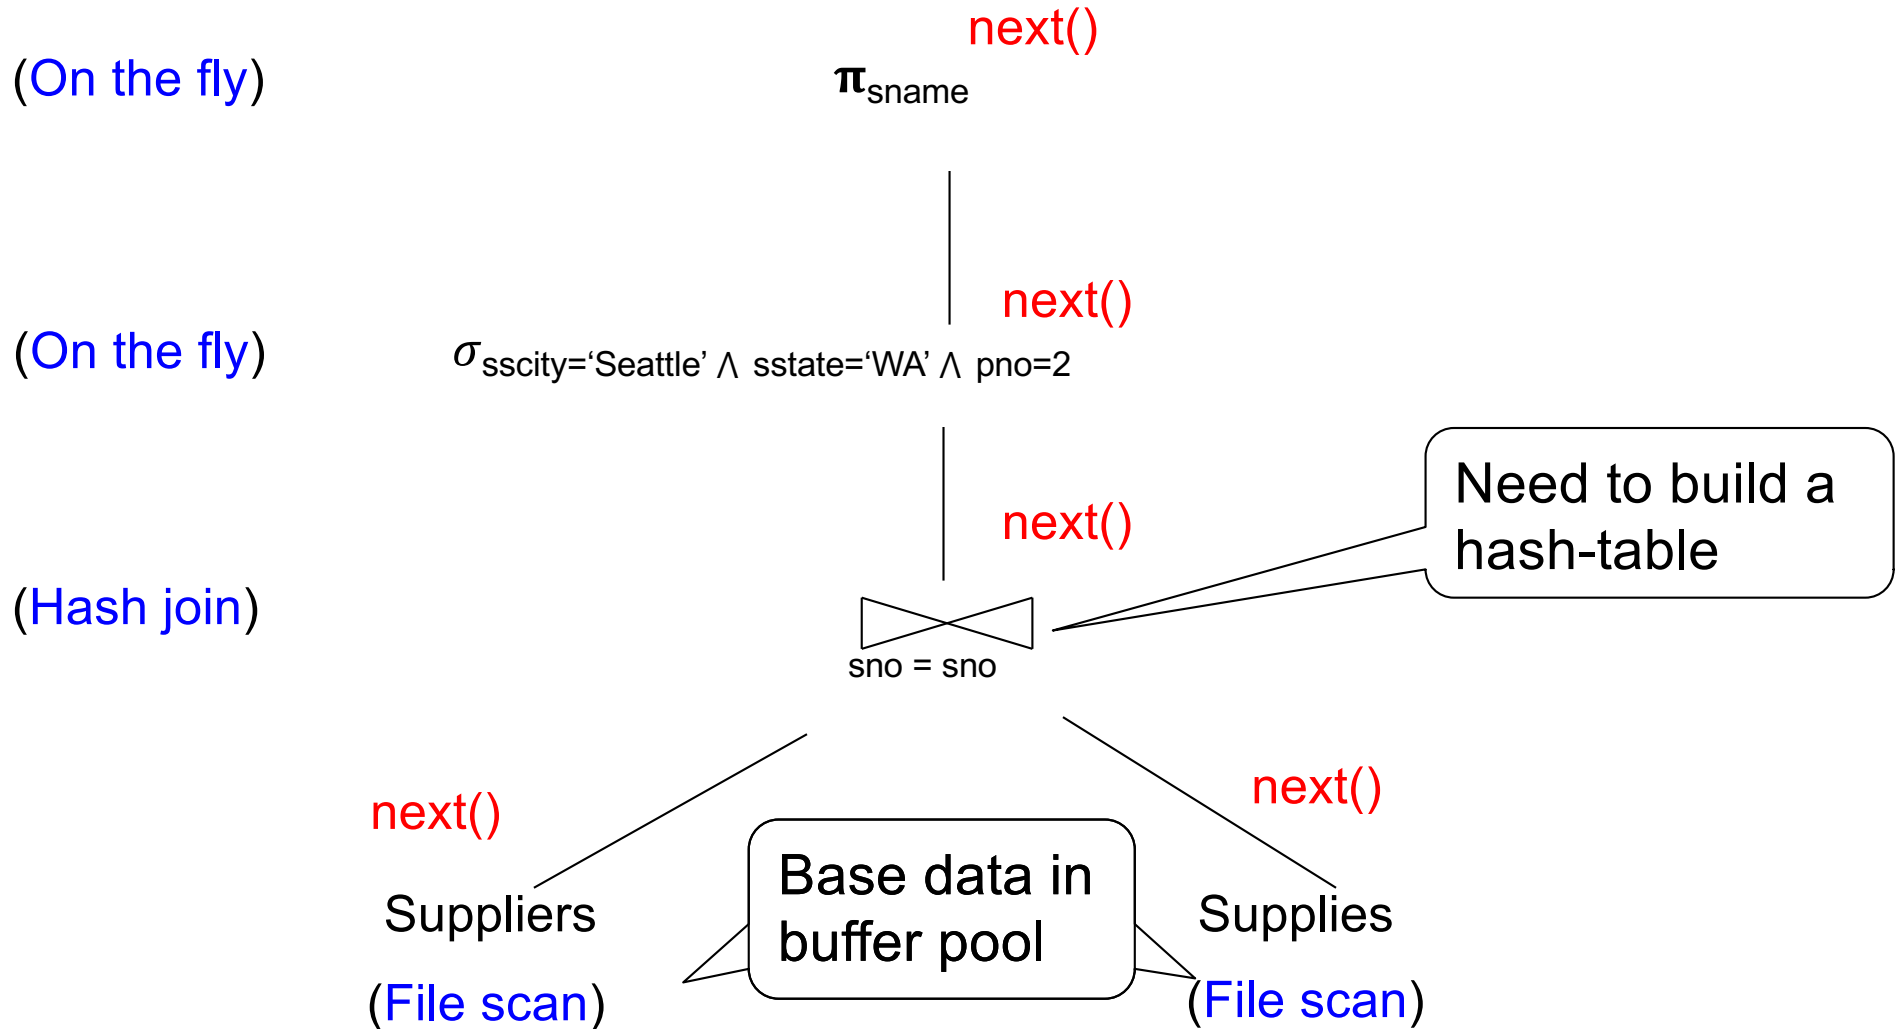 next()
(On the fly) πsname
next()
(On the fly) σsscity=‘Seattle’ Λ sstate=‘WA’ Λ pno=2
Need to build a
hash-table
next()
(Hash join)
sno = sno
next() next()
Base data in
buffer pool
Suppliers Supplies
(File scan) (File scan)